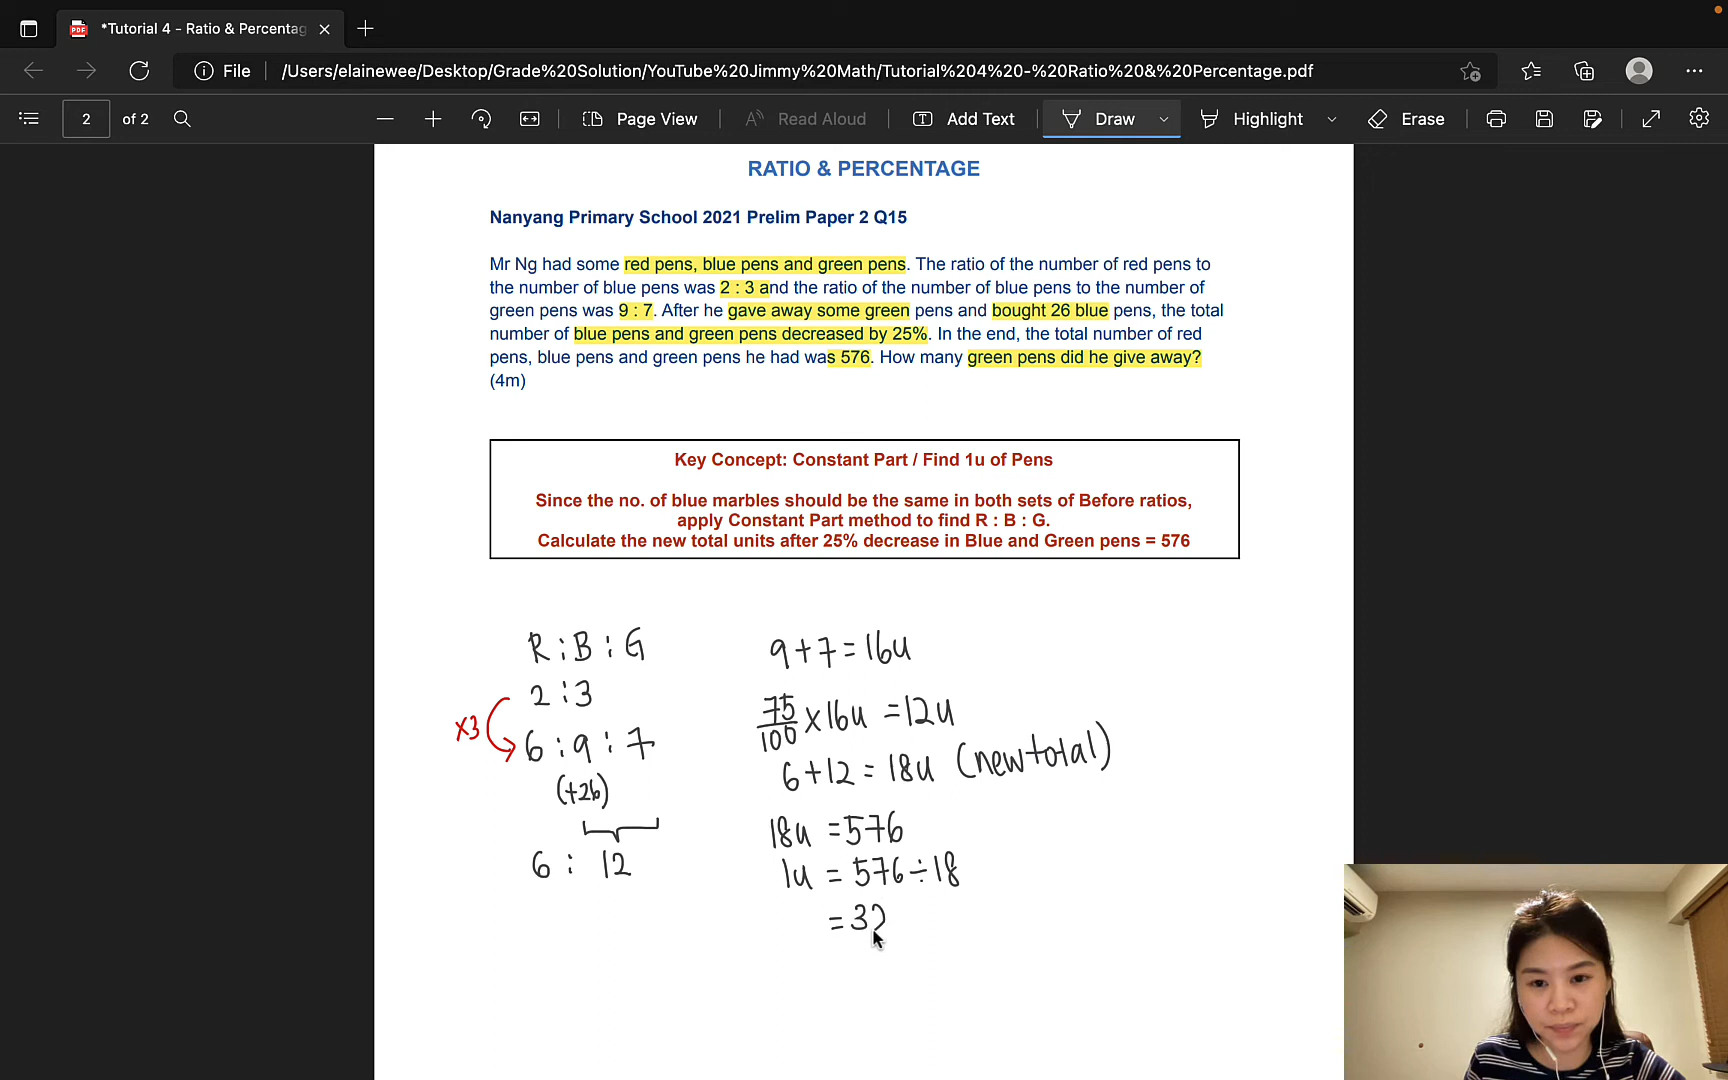 *Tutorial 4 - Ratio & Percentag
File /Users/elainewee/Desktop/Grade%20Solution/YouTube%20Jimmy%20Math/Tutorial%204%20-%20Ratio%20&%20Percentage.pdf
2 of 2 Page View Read Aloud Add Text Draw Highlight Erase
RATIO & PERCENTAGE
Nanyang Primary School 2021 Prelim Paper 2 Q15
Mr Ng had some red pens, blue pens and green pens. The ratio of the number of red pens to
the number of blue pens was 2 : 3 and the ratio of the number of blue pens to the number of
green pens was 9 : 7. After he gave away some green pens and bought 26 blue pens, the total
number of blue pens and green pens decreased by 25%. In the end, the total number of red
pens, blue pens and green pens he had was 576. How many green pens did he give away?
(4m)
Key Concept: Constant Part / Find 1u of Pens
Since the no. of blue marbles should be the same in both sets of Before ratios,
apply Constant Part method to find R : B : G.
Calculate the new total units after 25% decrease in Blue and Green pens = 576
R : B : G
2 : 3
x3
6 : 9 : 7
(+26)
6 : 12
9 + 7 = 16u
75/100 x 16u = 12u
6 + 12 = 18u (new total)
18u = 576
1u = 576 ÷ 18
= 32